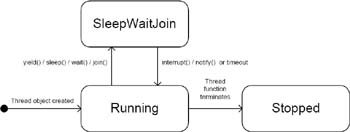 SleepWaitJoin
yield() / sleep() / wait() / join()
interrupt() / notify() or timeout
Thread object created
Running
Thread
function
terminates
Stopped